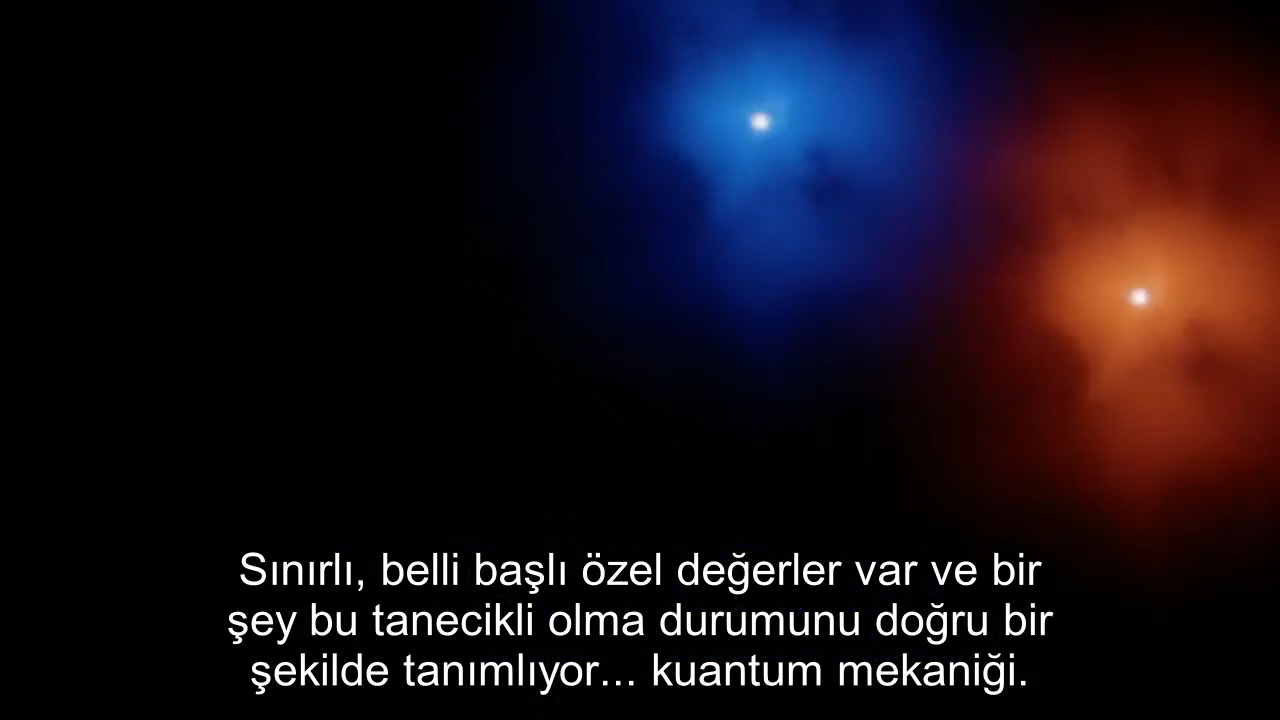 Sınırlı, belli başlı özel değerler var ve bir
şey bu tanecikli olma durumunu doğru bir
şekilde tanımlıyor... kuantum mekaniği.